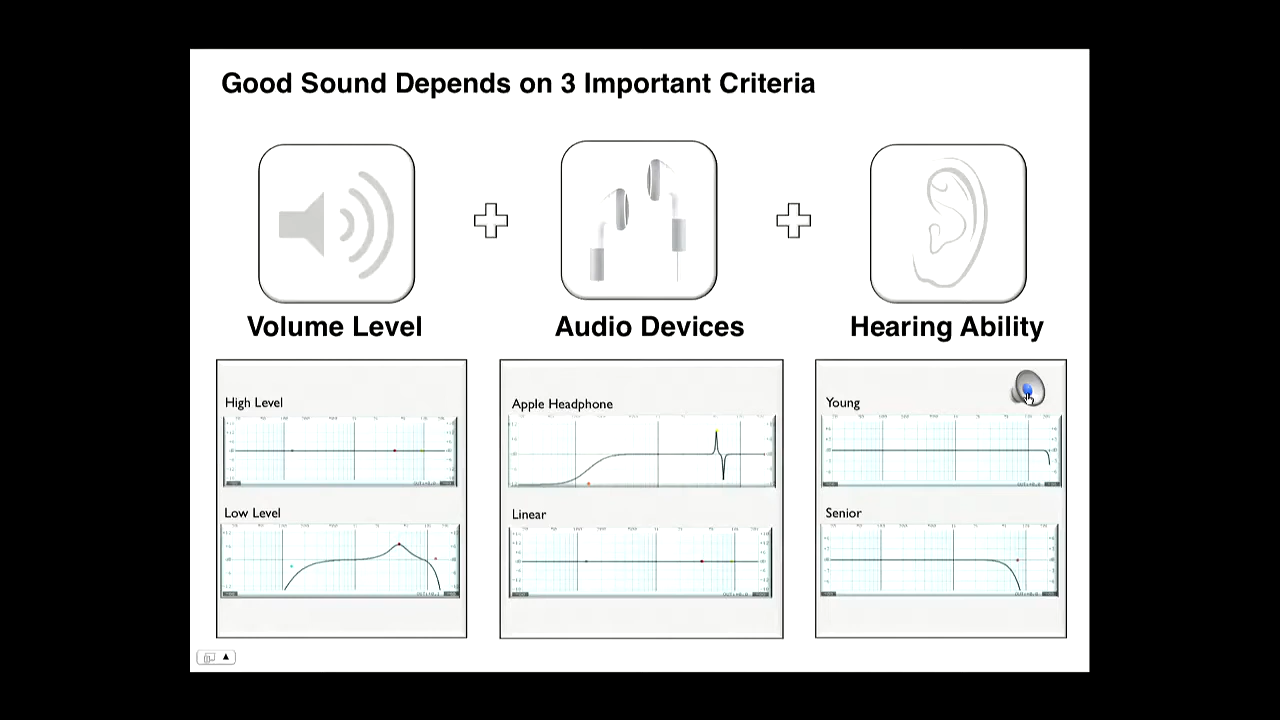 Good Sound Depends on 3 Important Criteria
Volume Level
Audio Devices
Hearing Ability
High Level
Low Level
Apple Headphone
Linear
Young
Senior